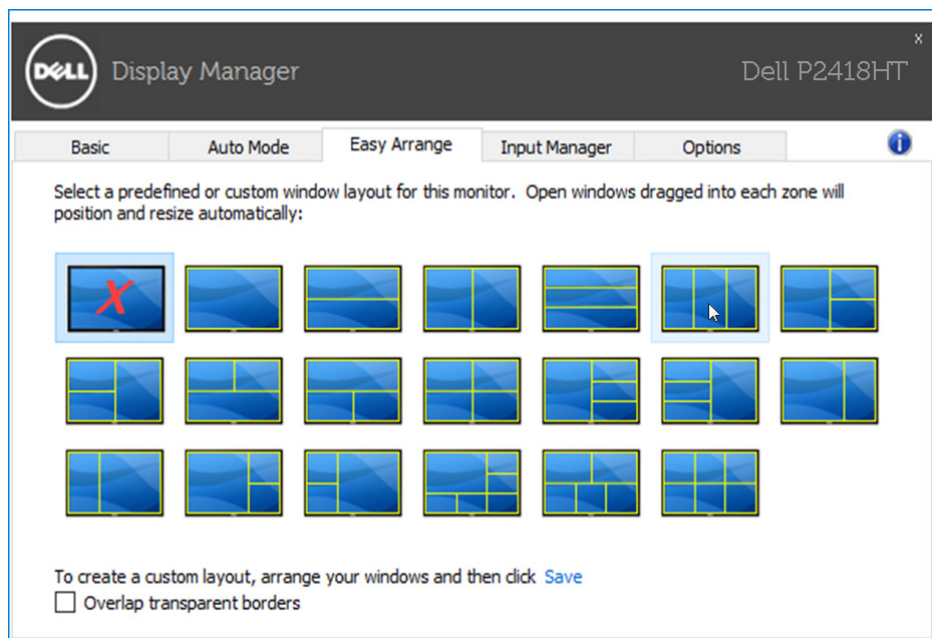 x
DELL Display Manager Dell P2418HT
Basic Auto Mode Easy Arrange Input Manager Options i
Select a predefined or custom window layout for this monitor. Open windows dragged into each zone will
position and resize automatically:
X
To create a custom layout, arrange your windows and then click Save
Overlap transparent borders